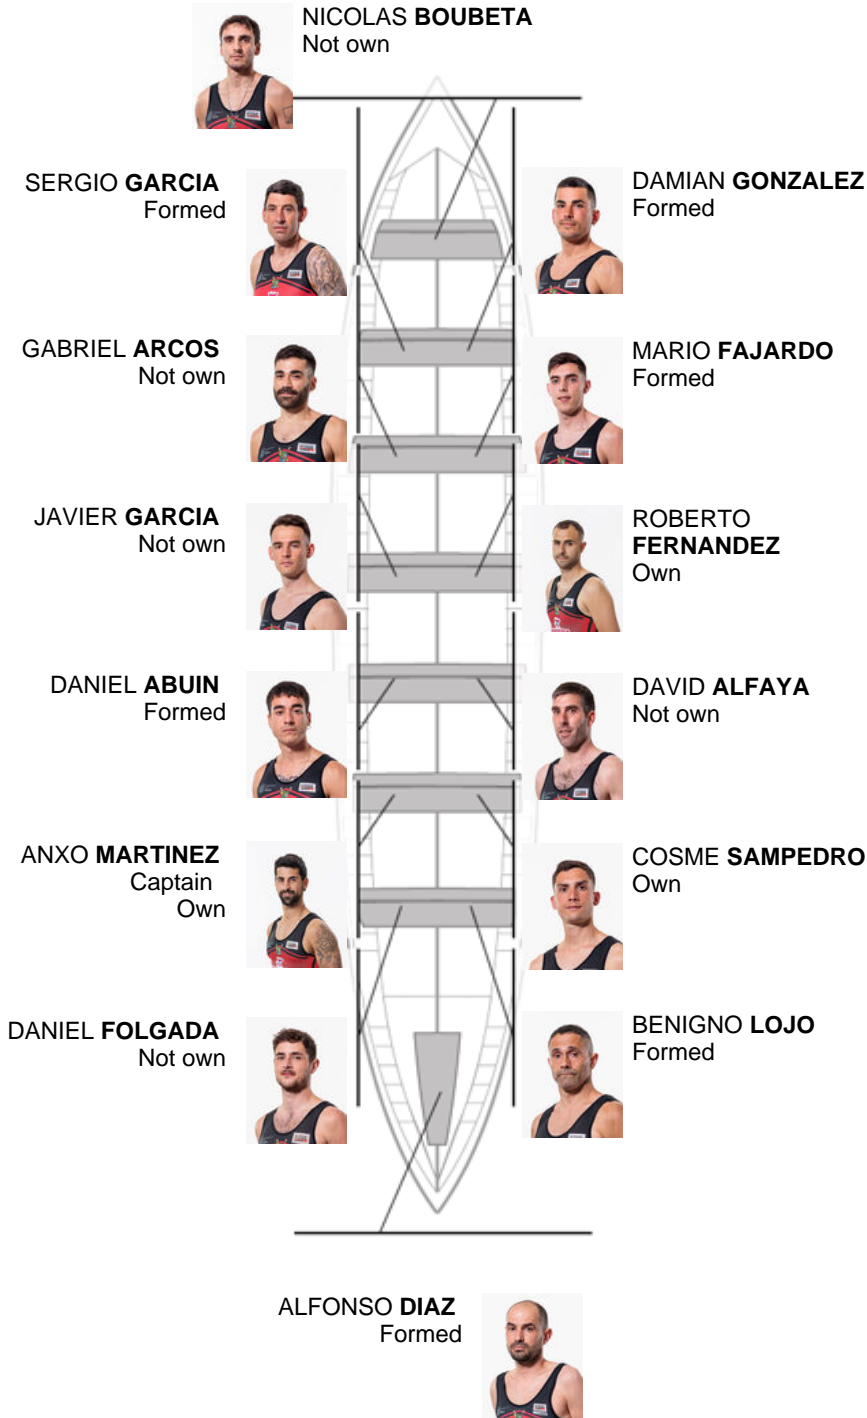 NICOLAS BOUBETA
Not own
SERGIO GARCIA
Formed
DAMIAN GONZALEZ
Formed
GABRIEL ARCOS
Not own
MARIO FAJARDO
Formed
JAVIER GARCIA
Not own
ROBERTO
FERNANDEZ
Own
DANIEL ABUIN
Formed
DAVID ALFAYA
Not own
ANXO MARTINEZ
Captain
Own
COSME SAMPEDRO
Own
DANIEL FOLGADA
Not own
BENIGNO LOJO
Formed
ALFONSO DIAZ
Formed